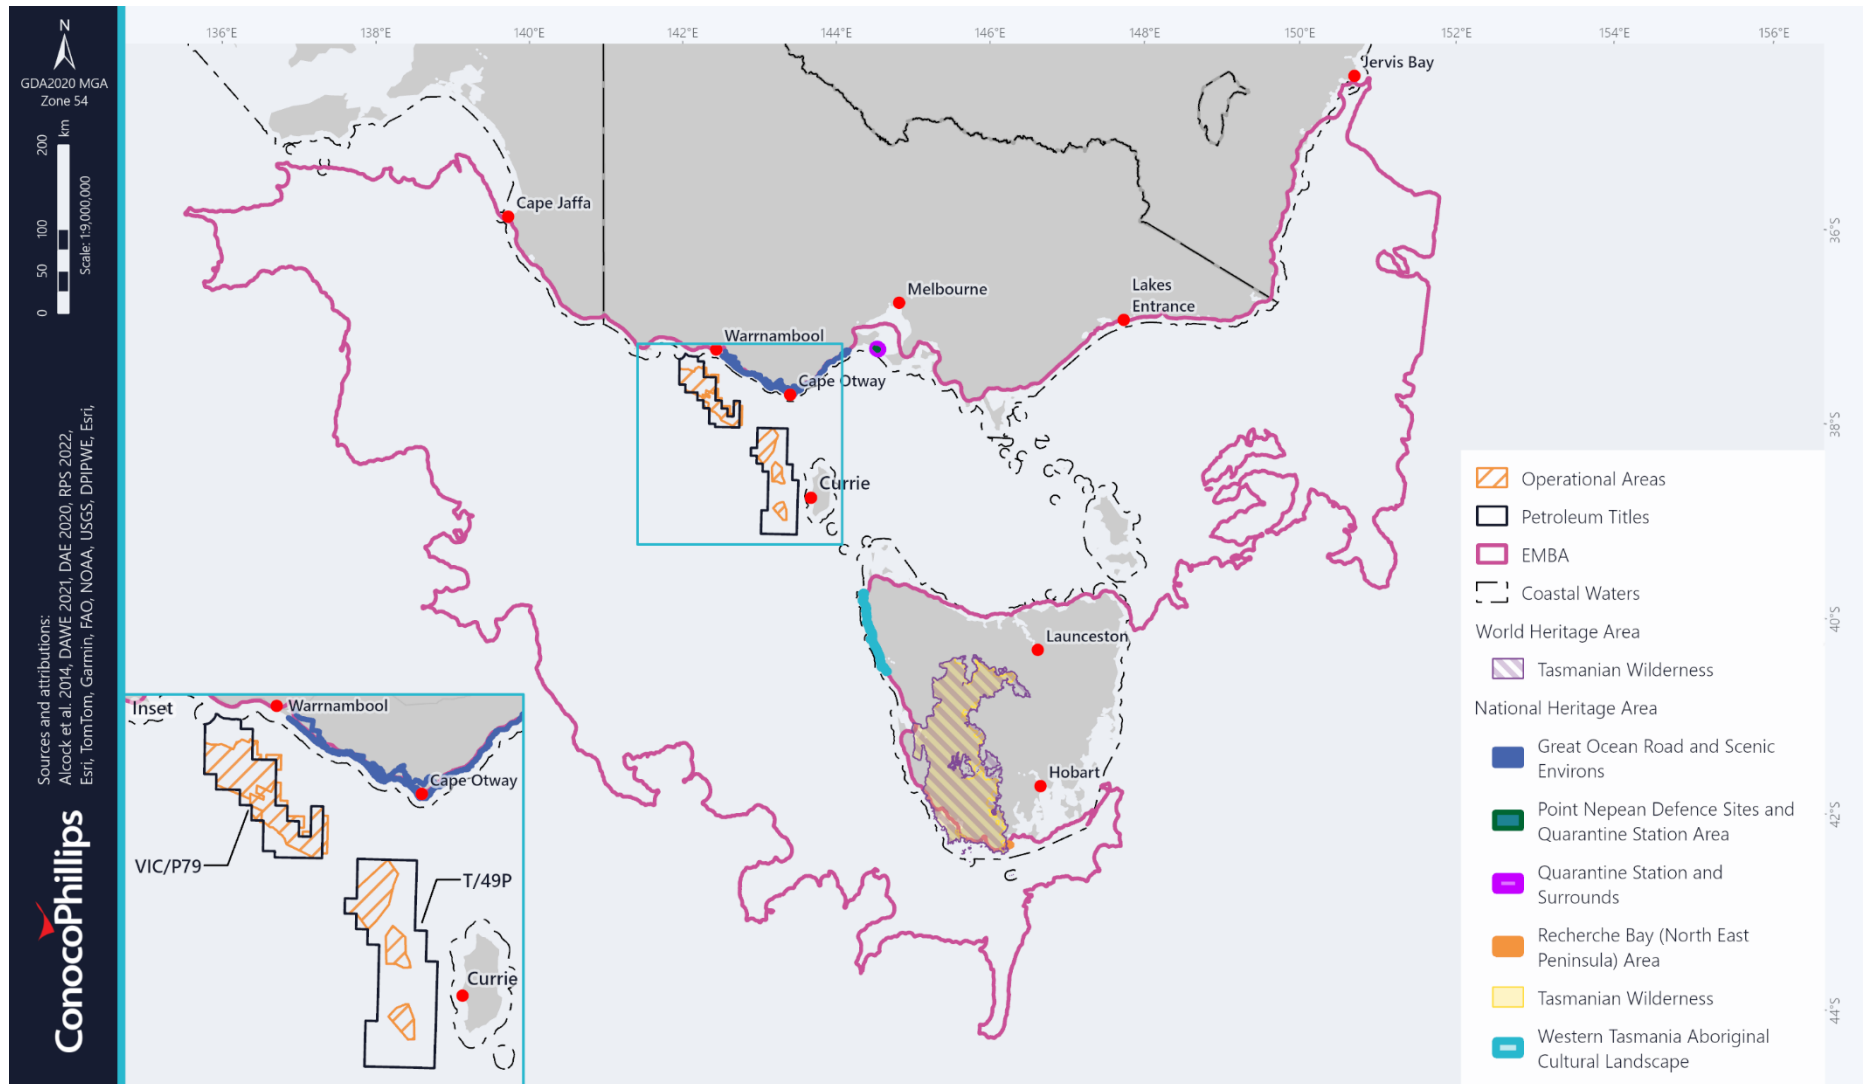 N
GDA2020 MGA
Zone 54
0 50 100 200
km
Scale: 1:9,000,000
Sources and attributions:
Alcock et al. 2014, DAWE 2021, DAE 2020, RPS 2022,
Esri, TomTom, Garmin, FAO, NOAA, USGS, DPIPWE, Esri,
ConocoPhillips
136°E 138°E 140°E 142°E 144°E 146°E 148°E 150°E 152°E 154°E 156°E
36°S
38°S
40°S
42°S
44°S
Jervis Bay
Cape Jaffa
Melbourne
Lakes
Entrance
Warrnambool
Cape Otway
Currie
Launceston
Hobart
Inset
Warrnambool
Cape Otway
VIC/P79
T/49P
Currie
Operational Areas
Petroleum Titles
EMBA
Coastal Waters
World Heritage Area
Tasmanian Wilderness
National Heritage Area
Great Ocean Road and Scenic
Environs
Point Nepean Defence Sites and
Quarantine Station Area
Quarantine Station and
Surrounds
Recherche Bay (North East
Peninsula) Area
Tasmanian Wilderness
Western Tasmania Aboriginal
Cultural Landscape